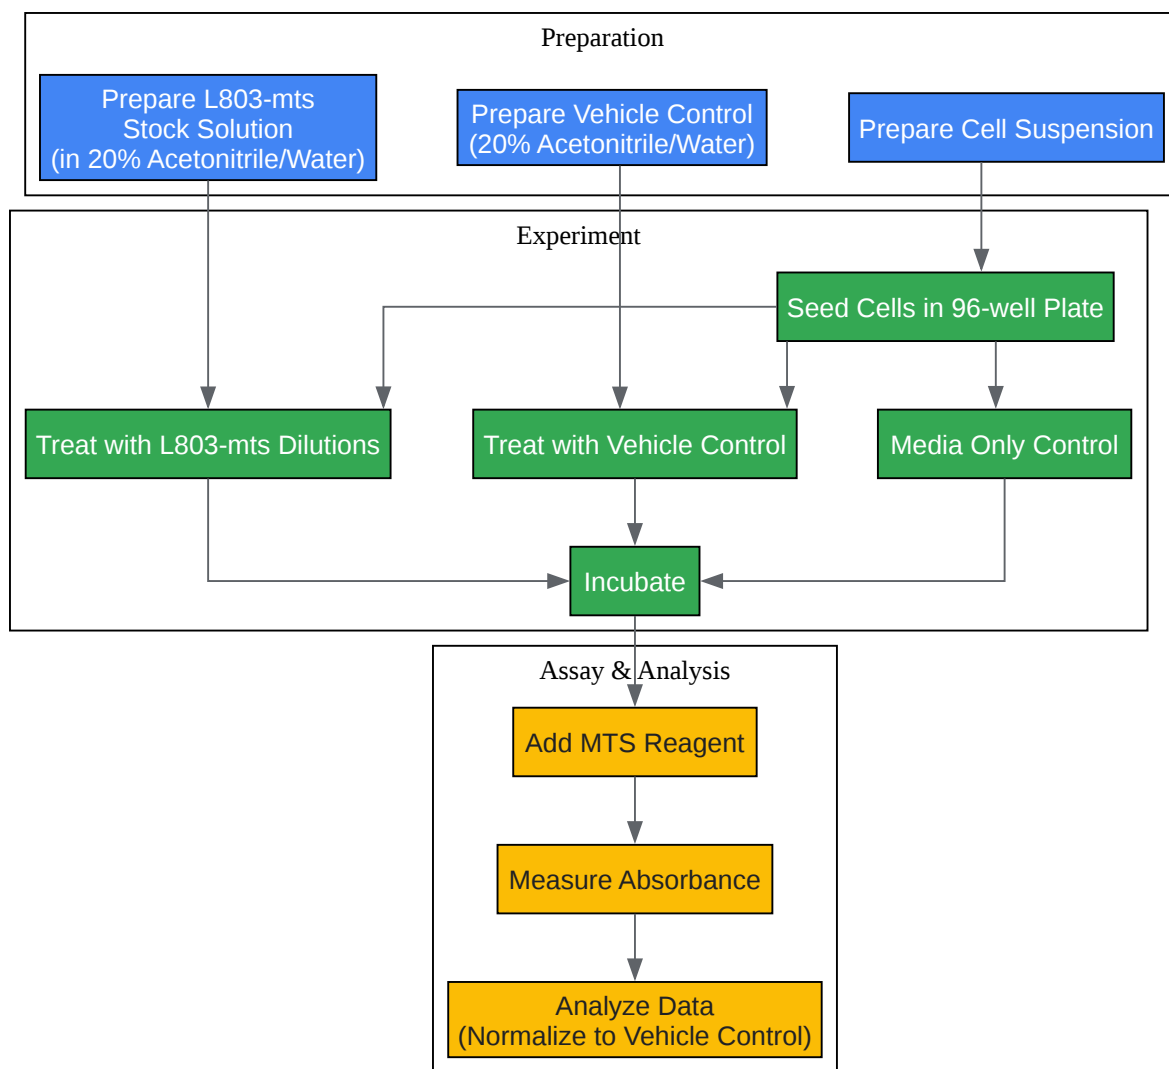 Preparation
Prepare L803-mts
Stock Solution
(in 20% Acetonitrile/Water)
Prepare Vehicle Control
(20% Acetonitrile/Water)
Prepare Cell Suspension
Experiment
Seed Cells in 96-well Plate
Treat with L803-mts Dilutions
Treat with Vehicle Control
Media Only Control
Incubate
Assay & Analysis
Add MTS Reagent
Measure Absorbance
Analyze Data
(Normalize to Vehicle Control)